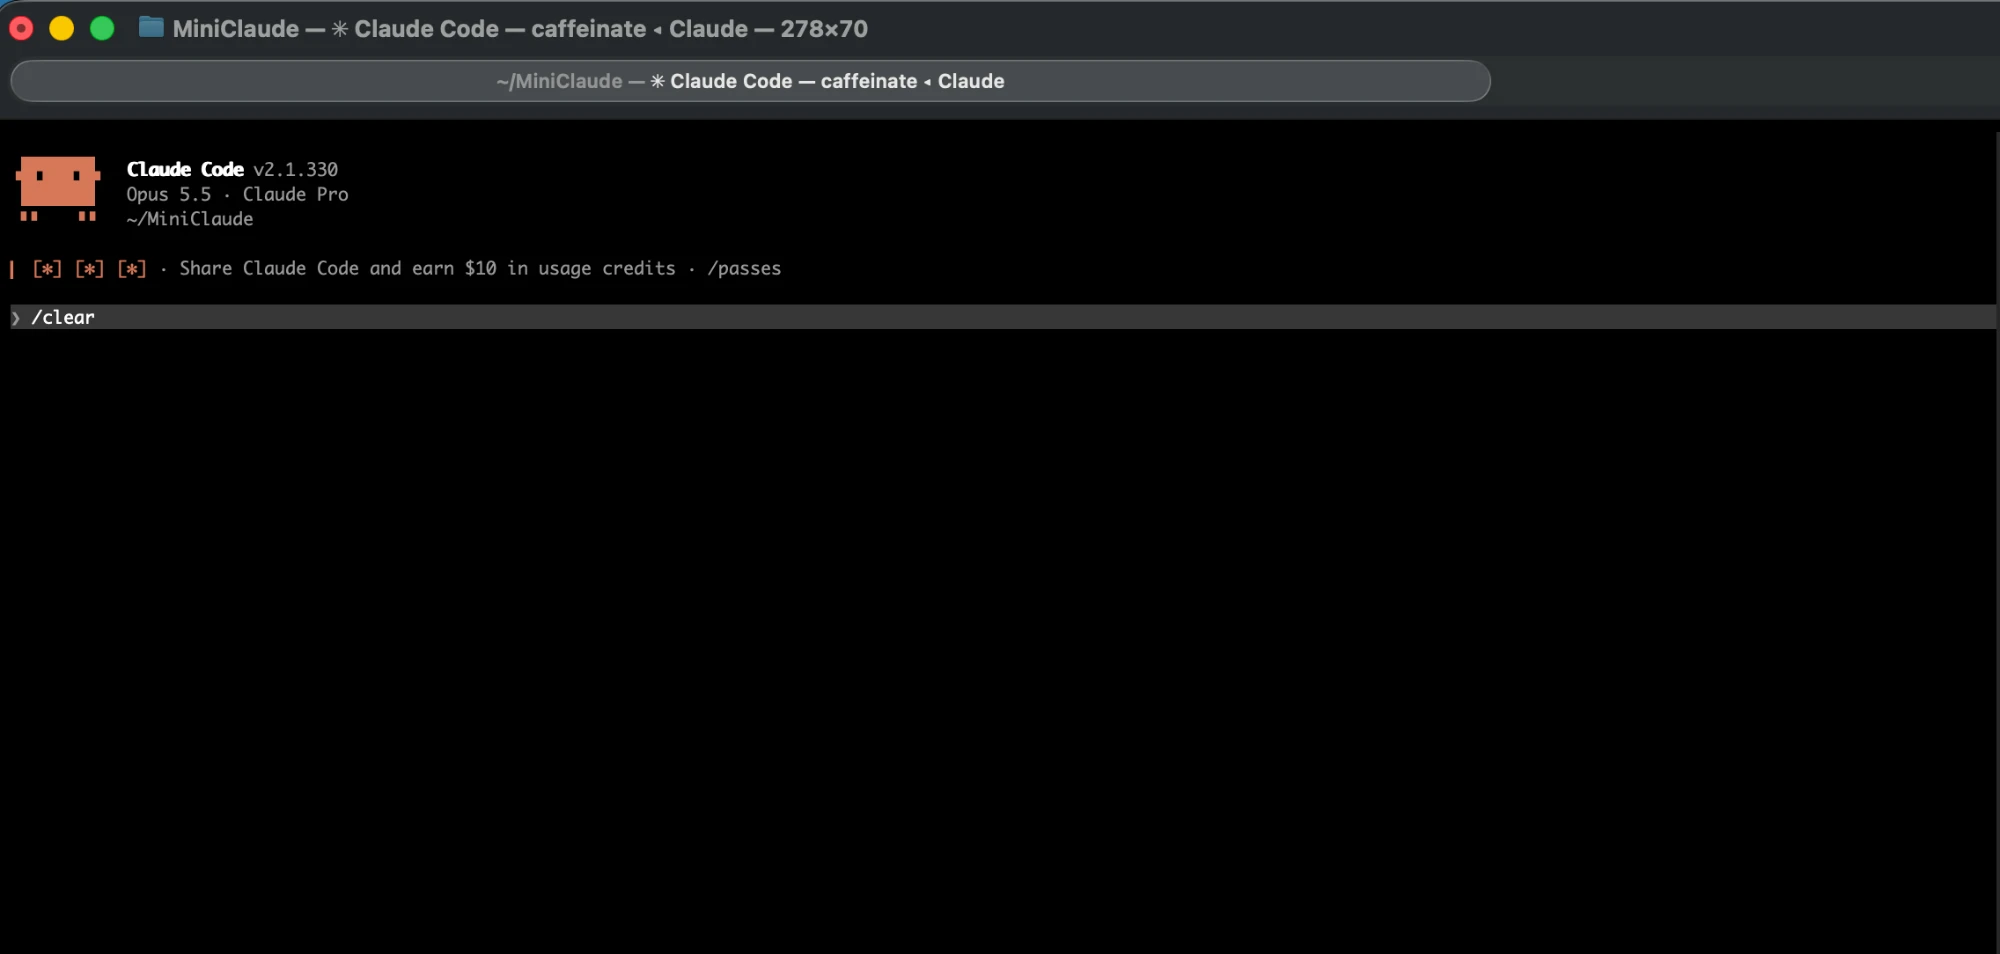 MiniClaude — ✳ Claude Code — caffeinate ◂ Claude — 278×70
~/MiniClaude — ✳ Claude Code — caffeinate ◂ Claude
Claude Code v2.1.330
Opus 5.5 · Claude Pro
~/MiniClaude
| [*] [*] [*] · Share Claude Code and earn $10 in usage credits · /passes
❯ /clear